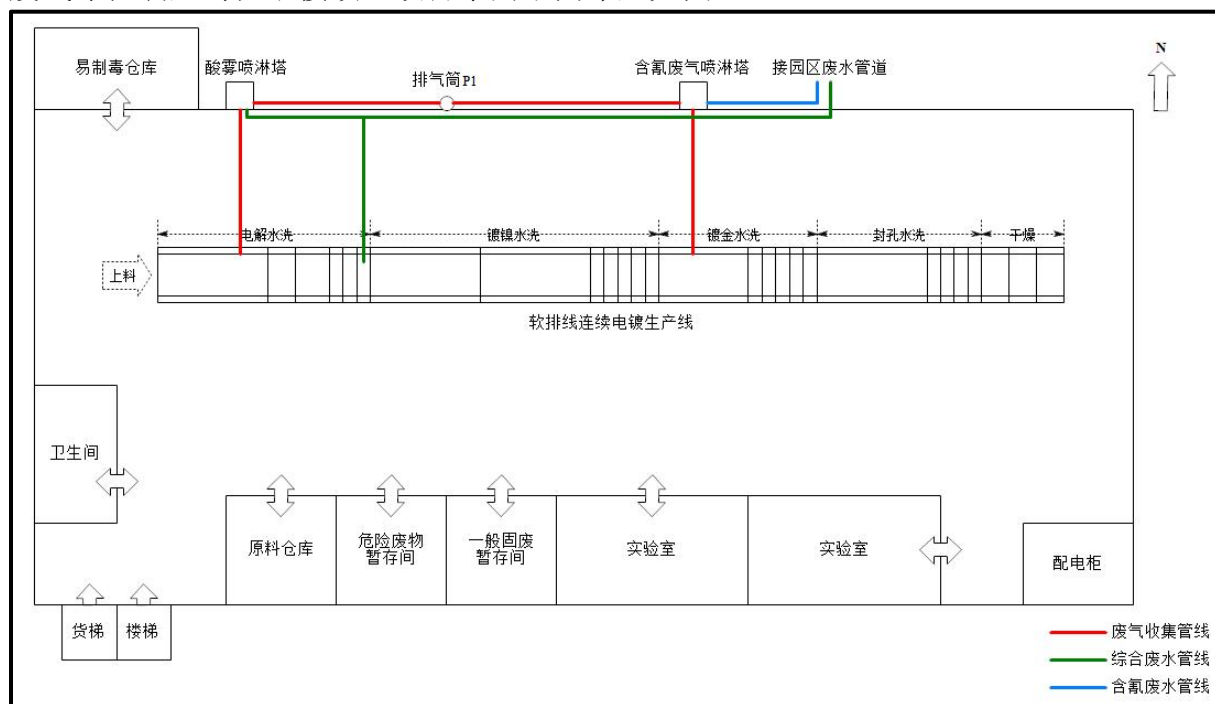 易制毒仓库
酸雾喷淋塔
排气筒P1
含氰废气喷淋塔
接园区废水管道
N
电解水洗
镀镍水洗
镀金水洗
封孔水洗
干燥
上料
软排线连续电镀生产线
卫生间
原料仓库
危险废物
暂存间
一般固废
暂存间
实验室
实验室
配电柜
货梯
楼梯
废气收集管线
综合废水管线
含氰废水管线